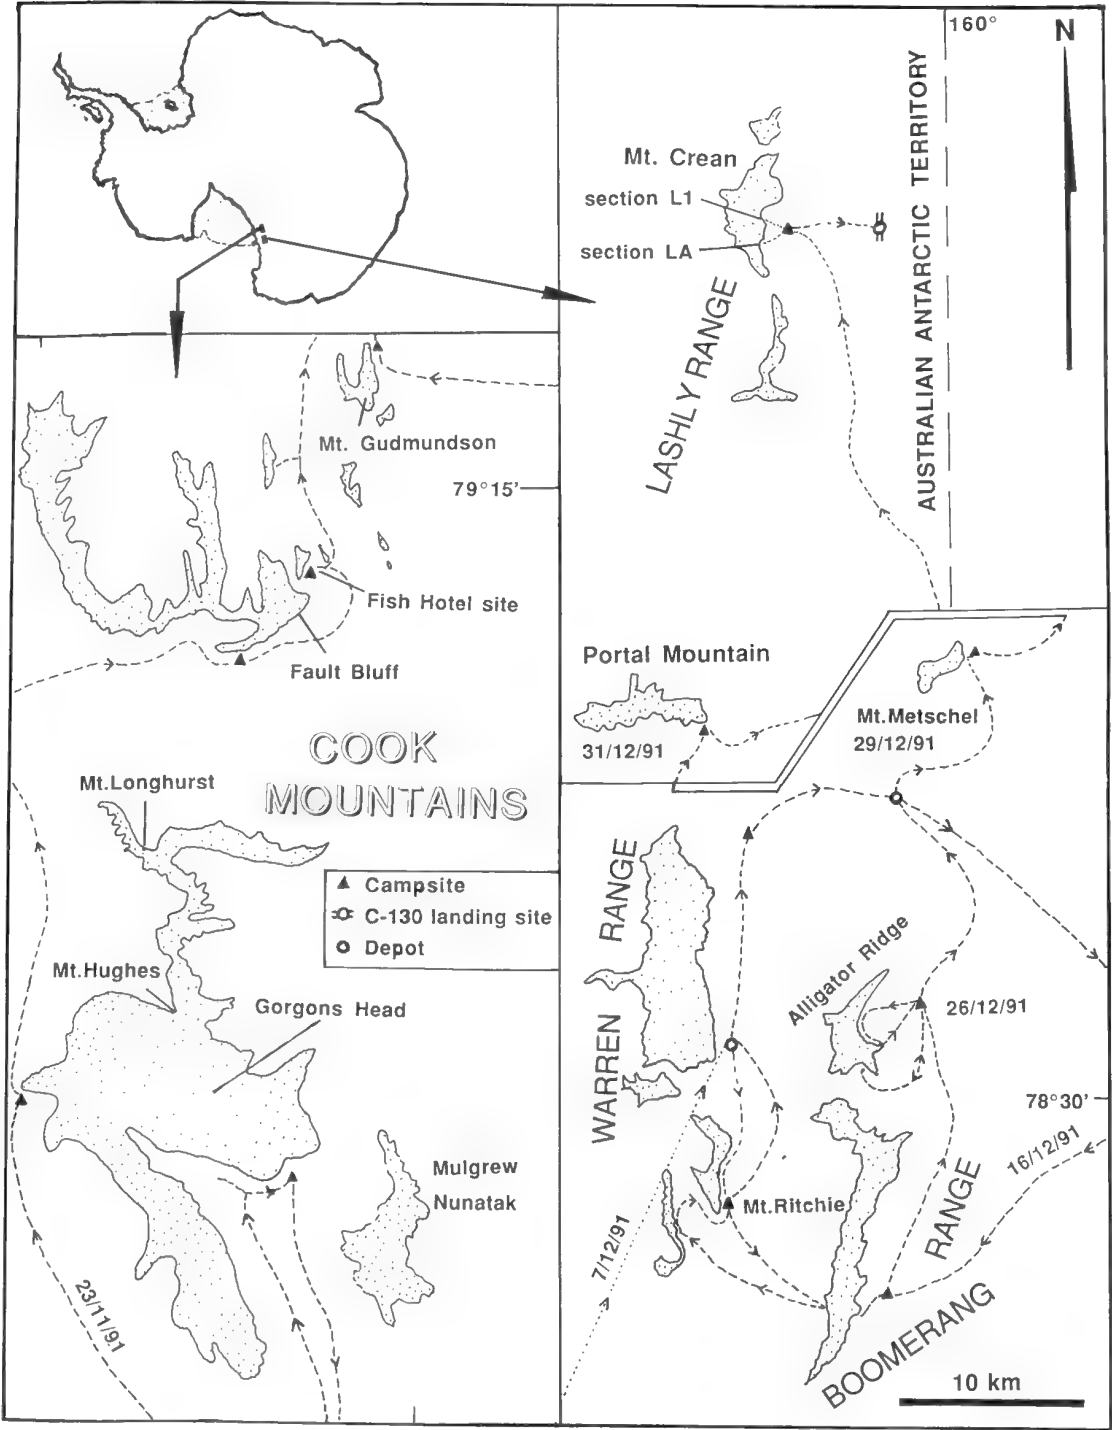 160°
N
AUSTRALIAN ANTARCTIC TERRITORY
Mt. Crean
section L1
section LA
LASHLY RANGE
Mt. Gudmundson
79°15'
Fish Hotel site
Fault Bluff
COOK
MOUNTAINS
Mt.Longhurst
Campsite
C-130 landing site
Depot
Mt.Hughes
Gorgons Head
Mulgrew
Nunatak
23/11/91
Portal Mountain
31/12/91
Mt.Metschel
29/12/91
WARREN RANGE
Alligator Ridge
26/12/91
78°30'
16/12/91
Mt.Ritchie
7/12/91
BOOMERANG RANGE
10 km